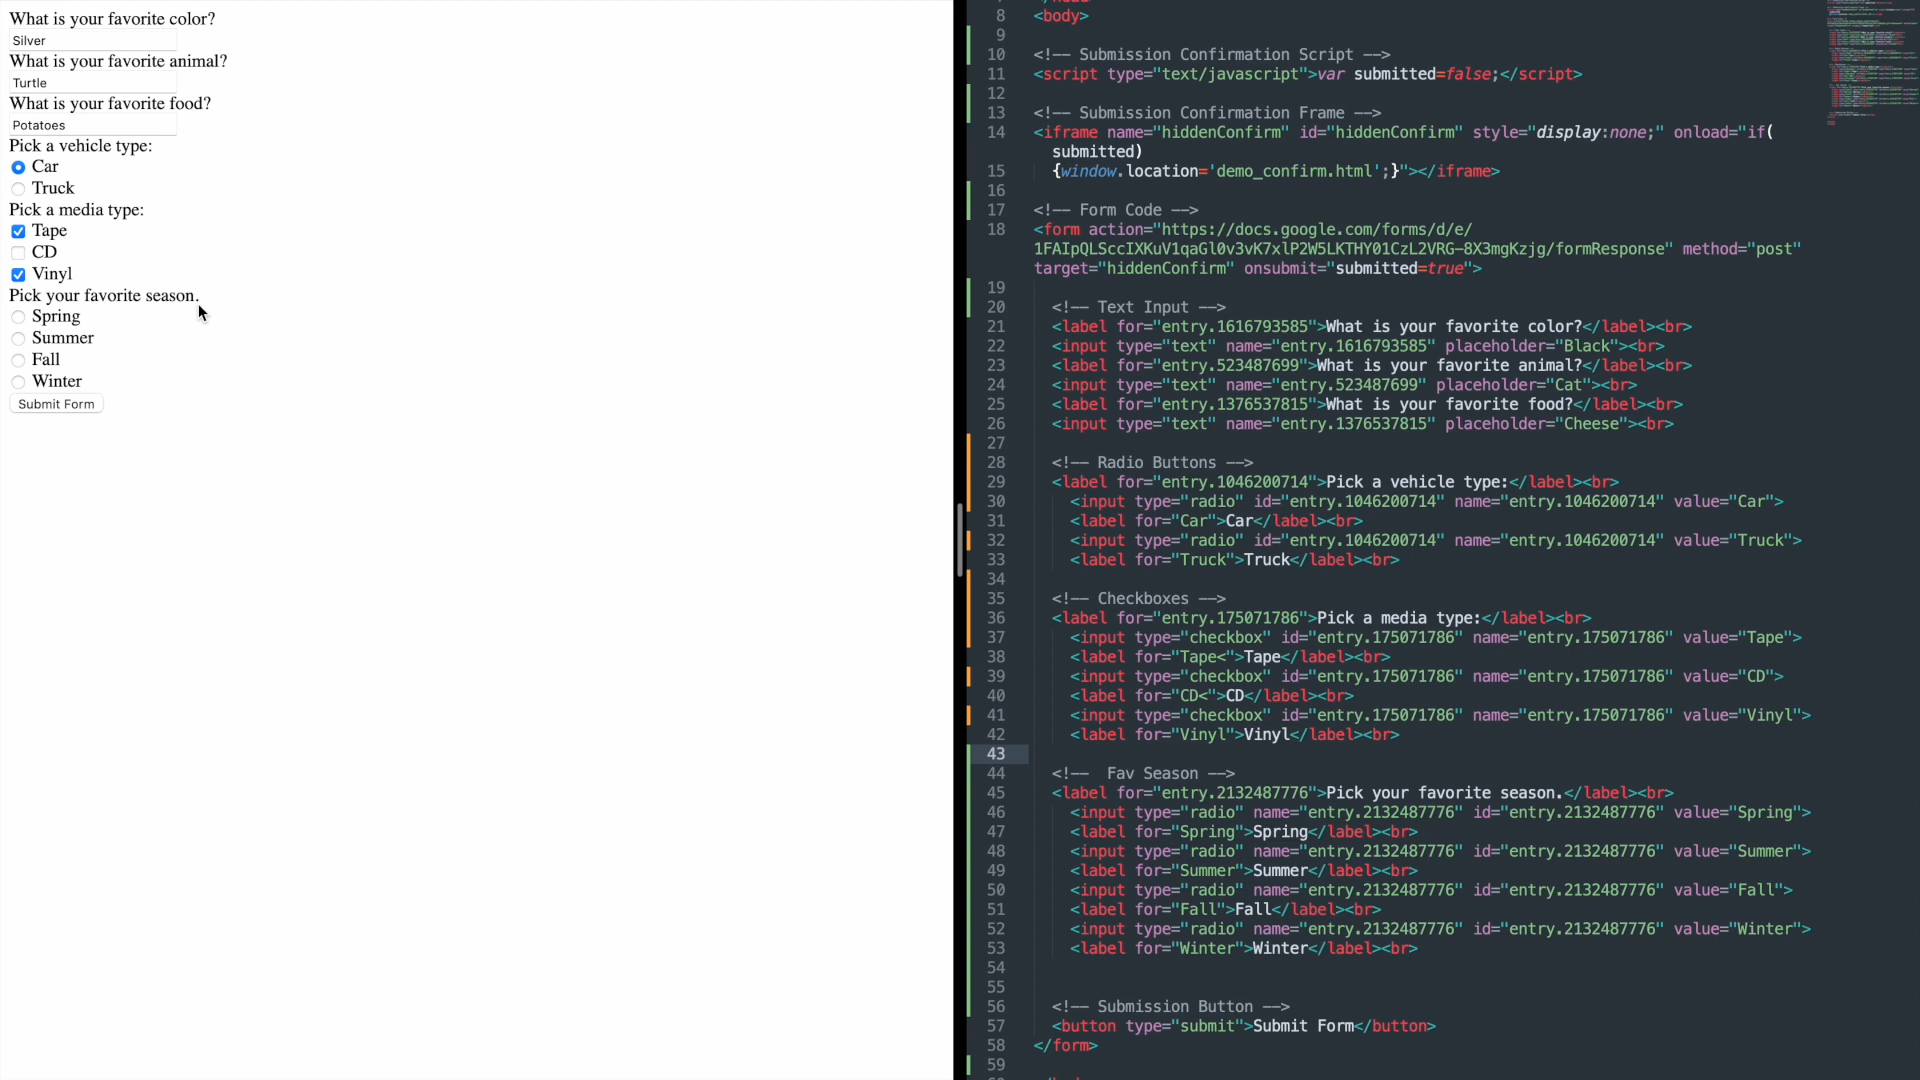 What is your favorite color?
Silver
What is your favorite animal?
Turtle
What is your favorite food?
Potatoes
Pick a vehicle type:
Car
Truck
Pick a media type:
Tape
CD
Vinyl
Pick your favorite season.
Spring
Summer
Fall
Winter
Submit Form
8 <body>
9
10 <!-- Submission Confirmation Script -->
11 <script type="text/javascript">var submitted=false;</script>
12
13 <!-- Submission Confirmation Frame -->
14 <iframe name="hiddenConfirm" id="hiddenConfirm" style="display:none;" onload="if(
submitted)
15 {window.location='demo_confirm.html';}"></iframe>
16
17 <!-- Form Code -->
18 <form action="https://docs.google.com/forms/d/e/
1FAIpQLSccIXKuV1qaGl0v3vK7xlP2W5LKTHY01CzL2VRG-8X3mgKzjg/formResponse" method="post"
target="hiddenConfirm" onsubmit="submitted=true">
19
20 <!-- Text Input -->
21 <label for="entry.1616793585">What is your favorite color?</label><br>
22 <input type="text" name="entry.1616793585" placeholder="Black"><br>
23 <label for="entry.523487699">What is your favorite animal?</label><br>
24 <input type="text" name="entry.523487699" placeholder="Cat"><br>
25 <label for="entry.1376537815">What is your favorite food?</label><br>
26 <input type="text" name="entry.1376537815" placeholder="Cheese"><br>
27
28 <!-- Radio Buttons -->
29 <label for="entry.1046200714">Pick a vehicle type:</label><br>
30 <input type="radio" id="entry.1046200714" name="entry.1046200714" value="Car">
31 <label for="Car">Car</label><br>
32 <input type="radio" id="entry.1046200714" name="entry.1046200714" value="Truck">
33 <label for="Truck">Truck</label><br>
34
35 <!-- Checkboxes -->
36 <label for="entry.175071786">Pick a media type:</label><br>
37 <input type="checkbox" id="entry.175071786" name="entry.175071786" value="Tape">
38 <label for="Tape<">Tape</label><br>
39 <input type="checkbox" id="entry.175071786" name="entry.175071786" value="CD">
40 <label for="CD<">CD</label><br>
41 <input type="checkbox" id="entry.175071786" name="entry.175071786" value="Vinyl">
42 <label for="Vinyl">Vinyl</label><br>
43
44 <!--  Fav Season -->
45 <label for="entry.2132487776">Pick your favorite season.</label><br>
46 <input type="radio" name="entry.2132487776" id="entry.2132487776" value="Spring">
47 <label for="Spring">Spring</label><br>
48 <input type="radio" name="entry.2132487776" id="entry.2132487776" value="Summer">
49 <label for="Summer">Summer</label><br>
50 <input type="radio" name="entry.2132487776" id="entry.2132487776" value="Fall">
51 <label for="Fall">Fall</label><br>
52 <input type="radio" name="entry.2132487776" id="entry.2132487776" value="Winter">
53 <label for="Winter">Winter</label><br>
54
55
56 <!-- Submission Button -->
57 <button type="submit">Submit Form</button>
58 </form>
59